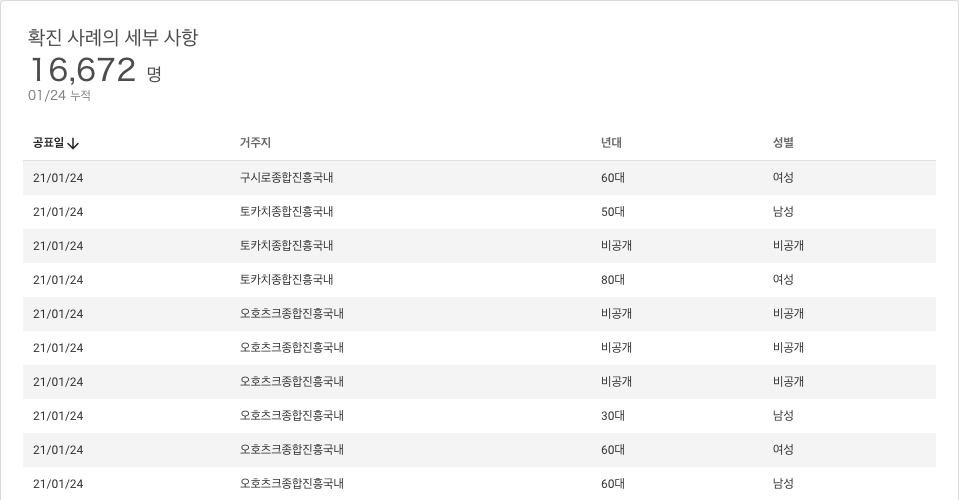 확진 사례의 세부 사항
16,672 명
01/24 누적
공표일 거주지 년대 성별
21/01/24 구시로종합진흥국내 60대 여성
21/01/24 토카치종합진흥국내 50대 남성
21/01/24 토카치종합진흥국내 비공개 비공개
21/01/24 토카치종합진흥국내 80대 여성
21/01/24 오호츠크종합진흥국내 비공개 비공개
21/01/24 오호츠크종합진흥국내 비공개 비공개
21/01/24 오호츠크종합진흥국내 비공개 비공개
21/01/24 오호츠크종합진흥국내 30대 남성
21/01/24 오호츠크종합진흥국내 60대 여성
21/01/24 오호츠크종합진흥국내 60대 남성